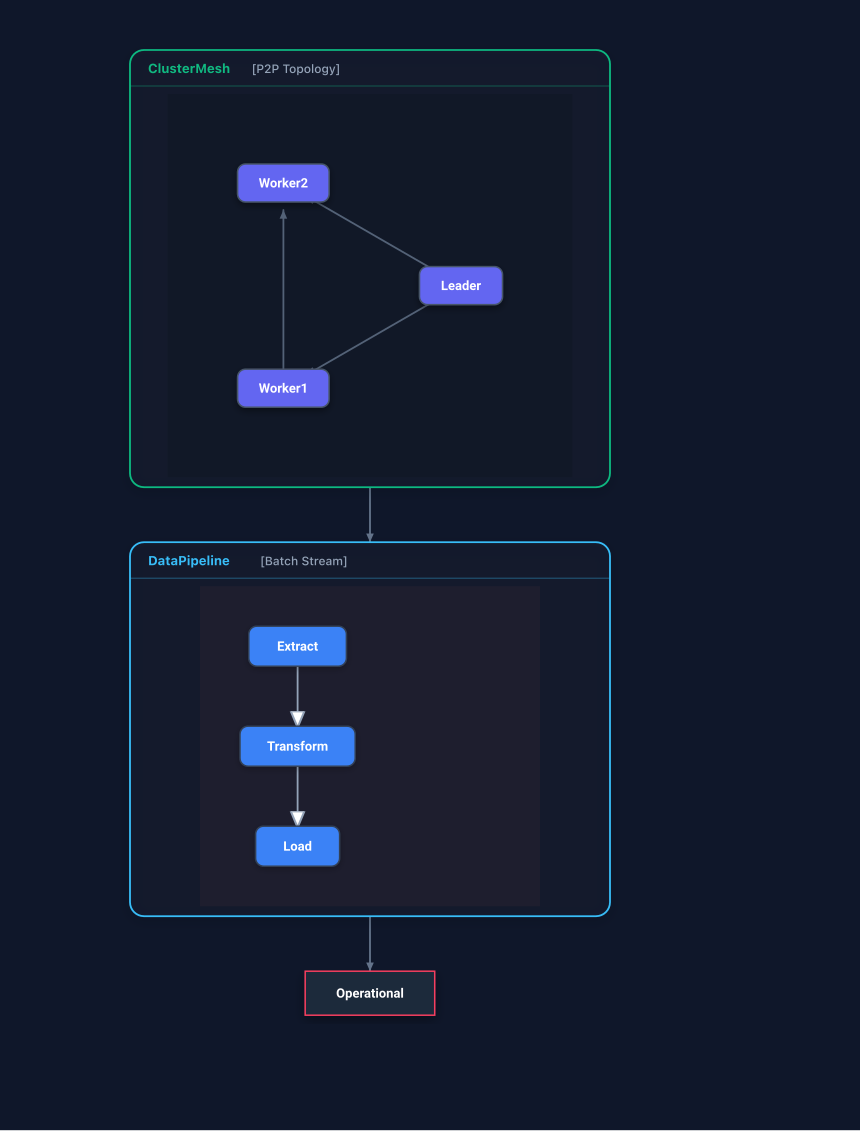 ClusterMesh [P2P Topology]
Worker2
Leader
Worker1
DataPipeline [Batch Stream]
Extract
Transform
Load
Operational